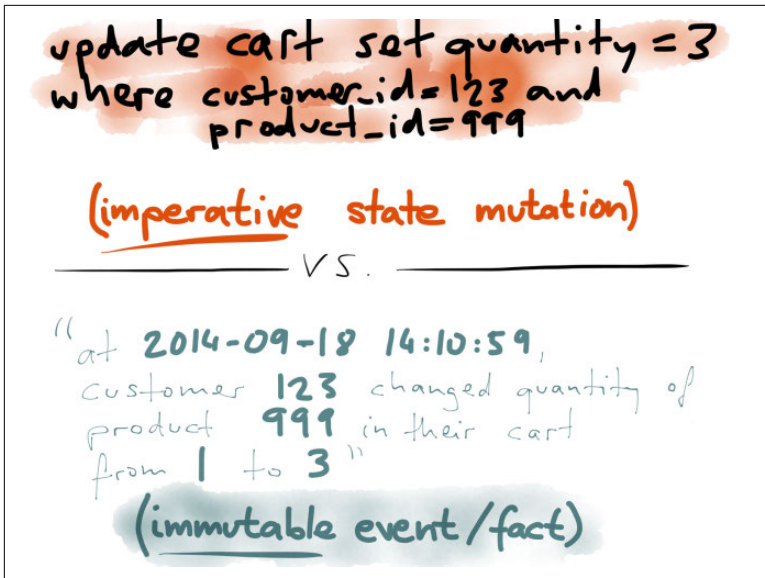 update cart set quantity = 3
where customer_id = 123 and
product_id = 999
(imperative state mutation)
vs.
"at 2014-09-18 14:10:59,
customer 123 changed quantity of
product 999 in their cart
from 1 to 3"
(immutable event/fact)